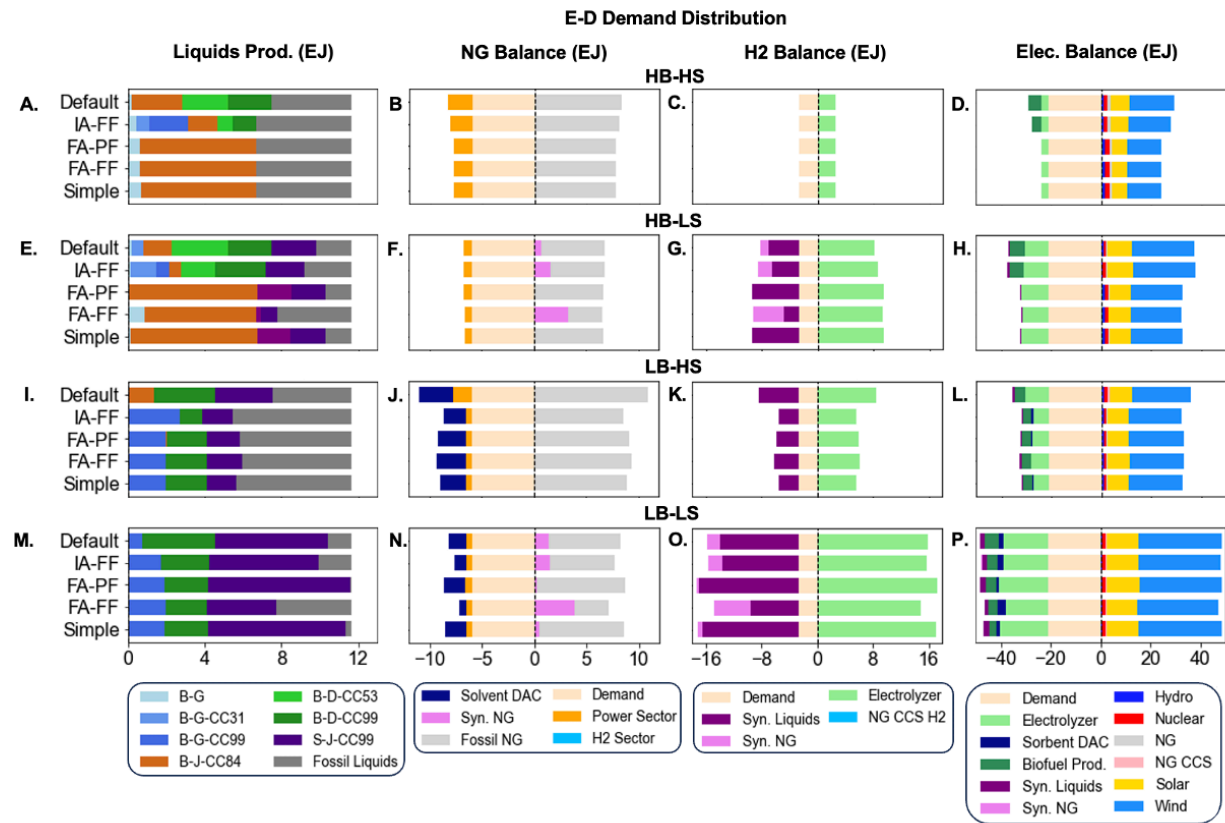 E-D Demand Distribution
Liquids Prod. (EJ) NG Balance (EJ) H2 Balance (EJ) Elec. Balance (EJ)
HB-HS
A. B C. D.
Default
IA-FF
FA-PF
FA-FF
Simple
HB-LS
E. F. G. H.
Default
IA-FF
FA-PF
FA-FF
Simple
LB-HS
I. J. K. L.
Default
IA-FF
FA-PF
FA-FF
Simple
LB-LS
M. N. O. P.
Default
IA-FF
FA-PF
FA-FF
Simple
0 4 8 12 −10 −5 0 5 10 −16 −8 0 8 16 −40 −20 0 20 40
B-G B-D-CC53
B-G-CC31 B-D-CC99
B-G-CC99 S-J-CC99
B-J-CC84 Fossil Liquids
Solvent DAC Demand
Syn. NG Power Sector
Fossil NG H2 Sector
Demand Electrolyzer
Syn. Liquids NG CCS H2
Syn. NG
Demand Hydro
Electrolyzer Nuclear
Sorbent DAC NG
Biofuel Prod. NG CCS
Syn. Liquids Solar
Syn. NG Wind